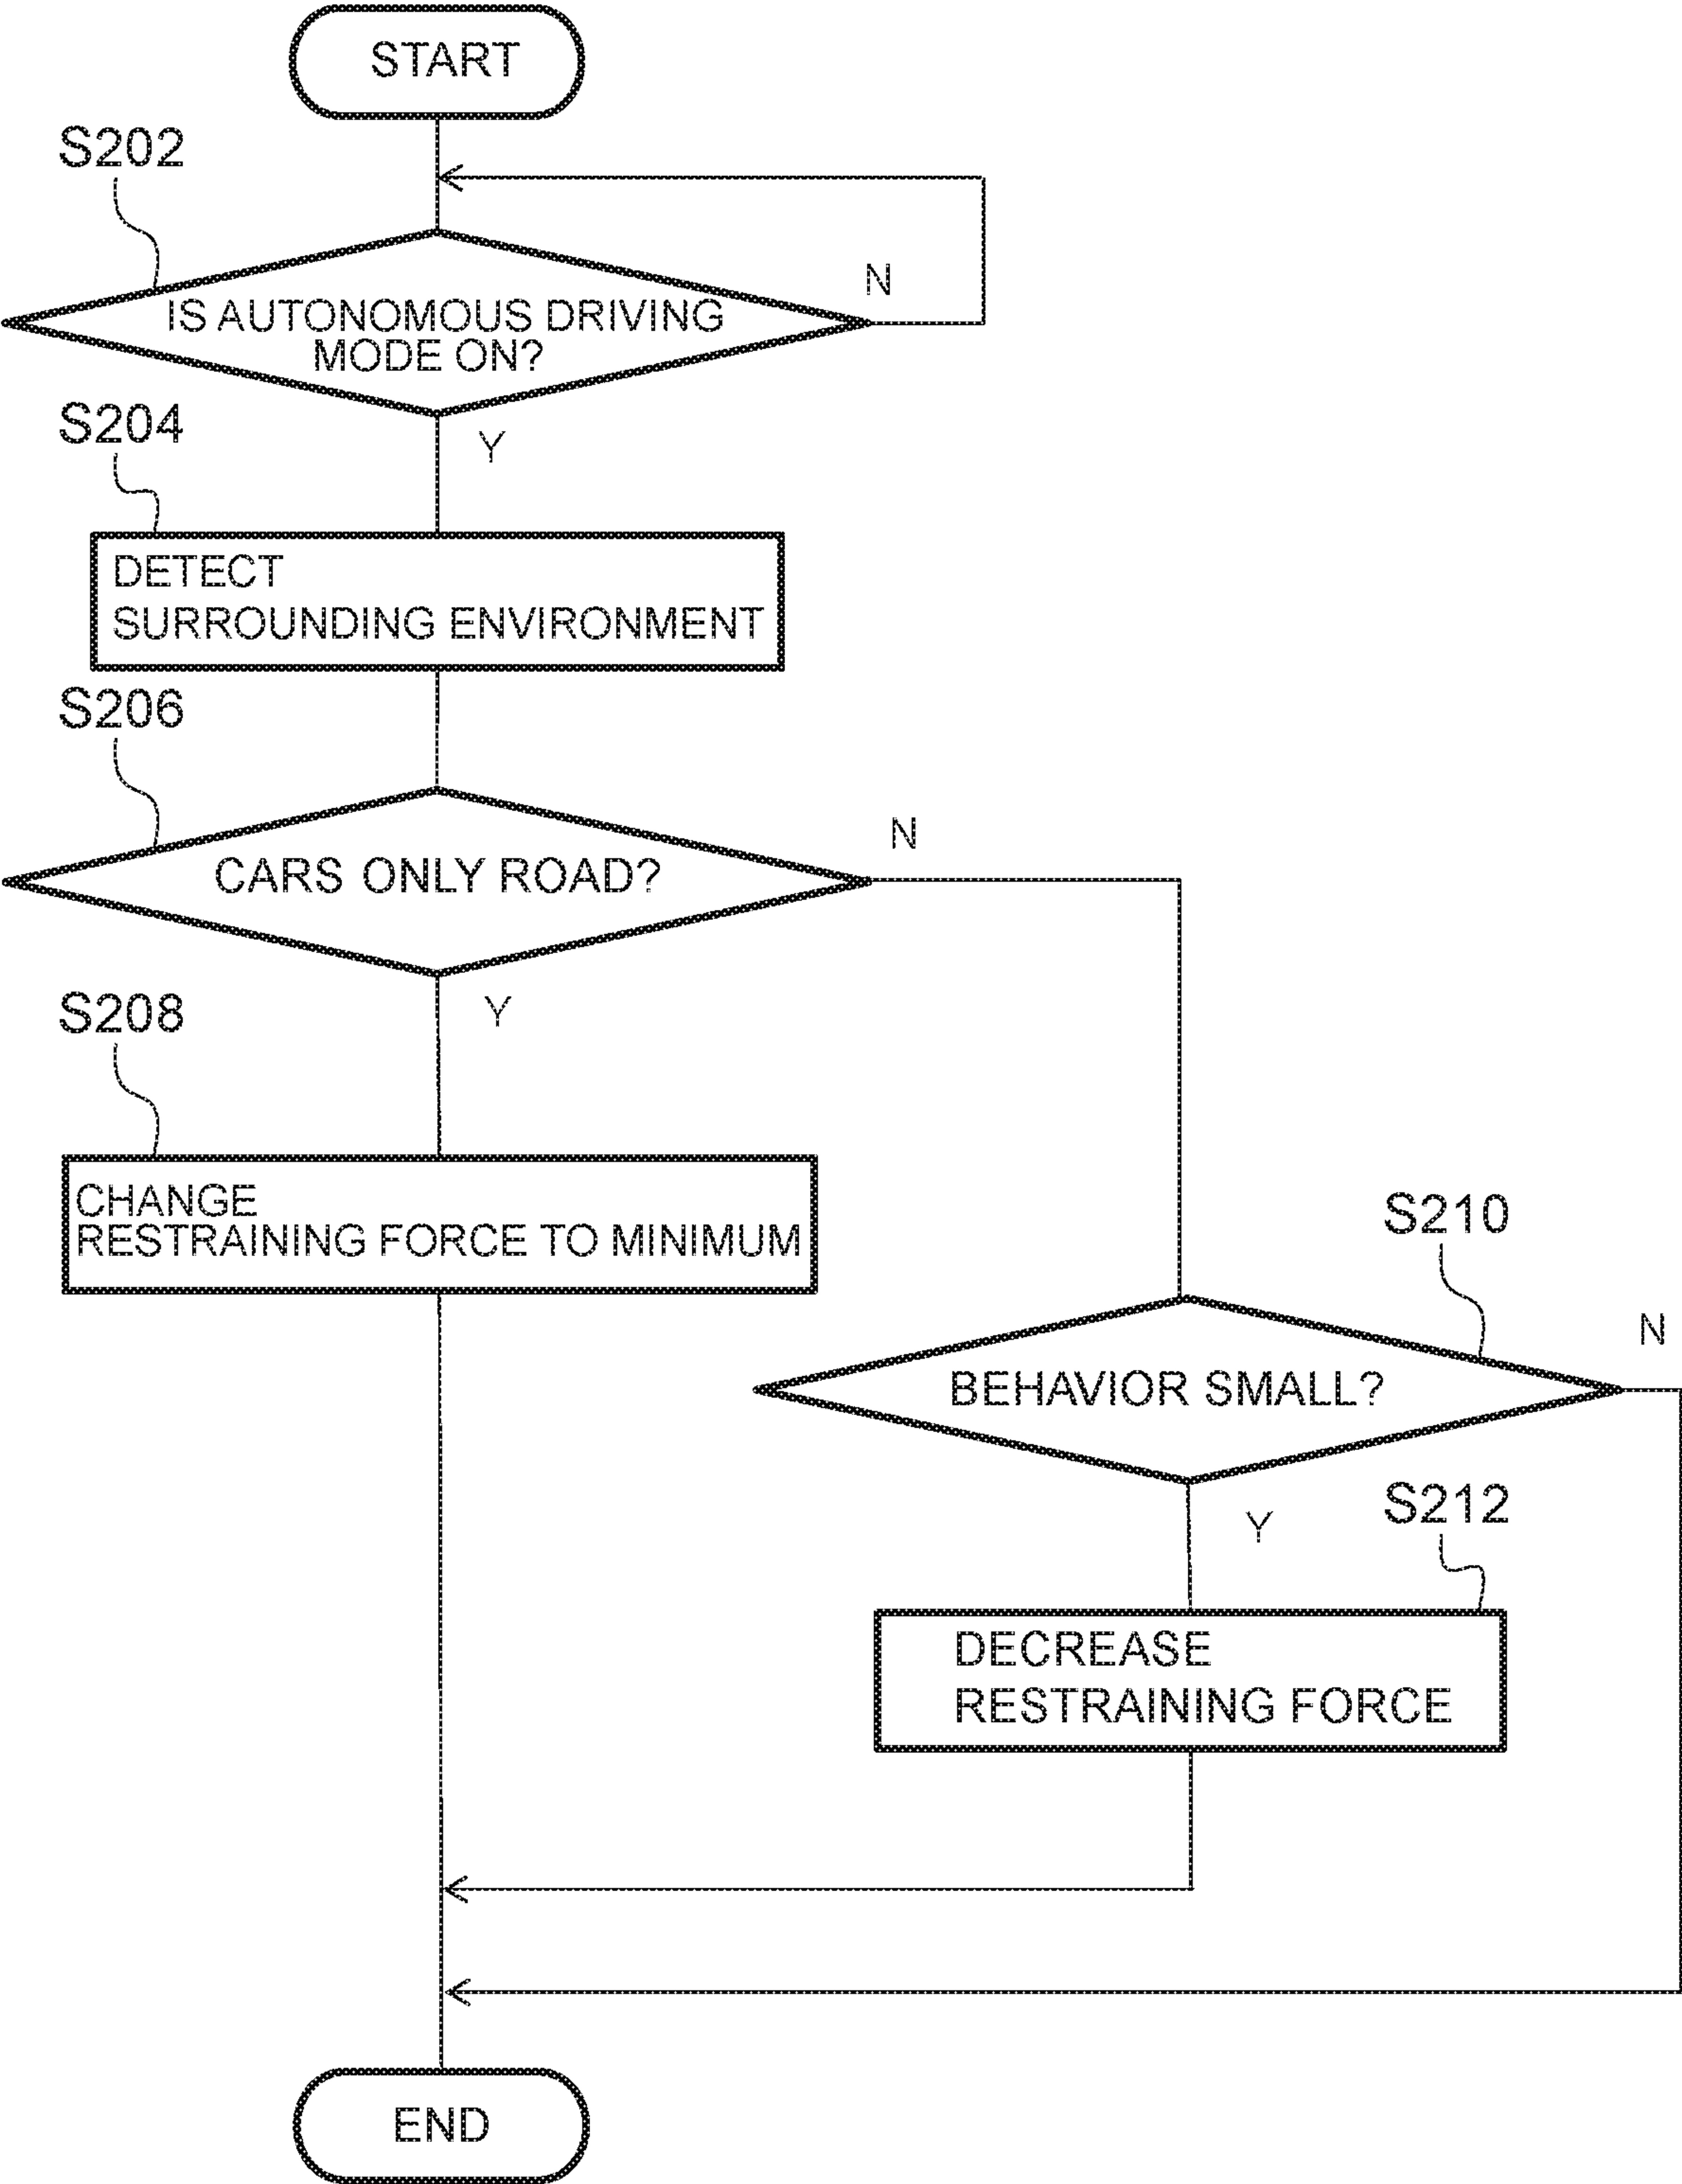 START
S202
N
IS AUTONOMOUS DRIVING
MODE ON?
S204
Y
DETECT
SURROUNDING ENVIRONMENT
S206
N
CARS ONLY ROAD?
S208
Y
CHANGE
RESTRAINING FORCE TO MINIMUM
S210
N
BEHAVIOR SMALL?
S212
Y
DECREASE
RESTRAINING FORCE
END